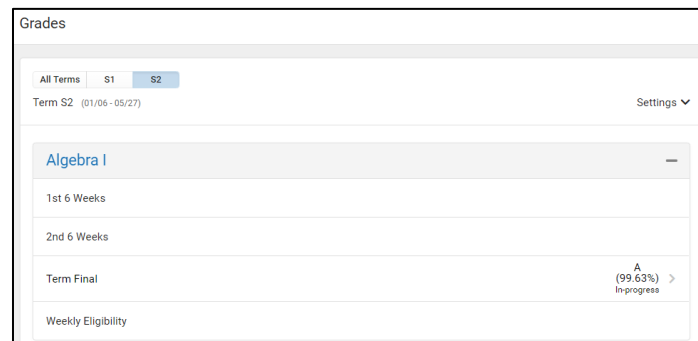 Grades
All Terms S1 S2
Term S2 (01/06 - 05/27) Settings
Algebra I
1st 6 Weeks
2nd 6 Weeks
A
Term Final (99.63%)
In-progress
Weekly Eligibility